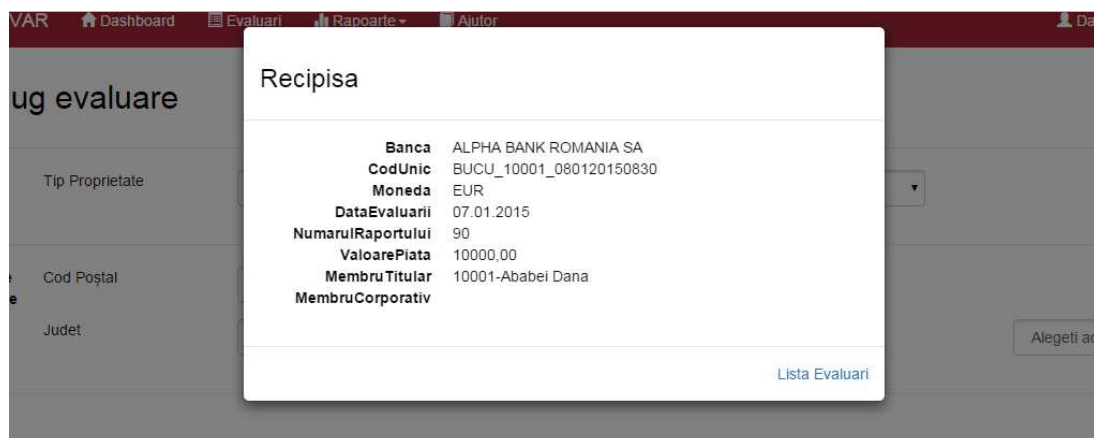 VAR Dashboard Evaluari Rapoarte Ajutor Da
ug evaluare
Recipisa
Banca ALPHA BANK ROMANIA SA
CodUnic BUCU_10001_080120150830
Tip Proprietate
Moneda EUR
DataEvaluarii 07.01.2015
NumarulRaportului 90
ValoarePiata 10000,00
Cod Poștal
MembruTitular 10001-Ababei Dana
e
MembruCorporativ
Judet
Alegeti ac
Lista Evaluari